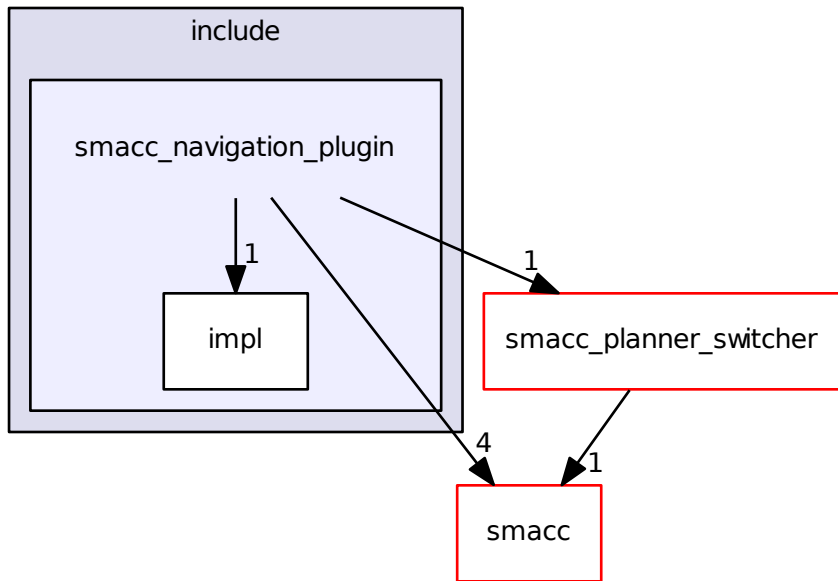 include
smacc_navigation_plugin
1
1
impl
smacc_planner_switcher
4
1
smacc